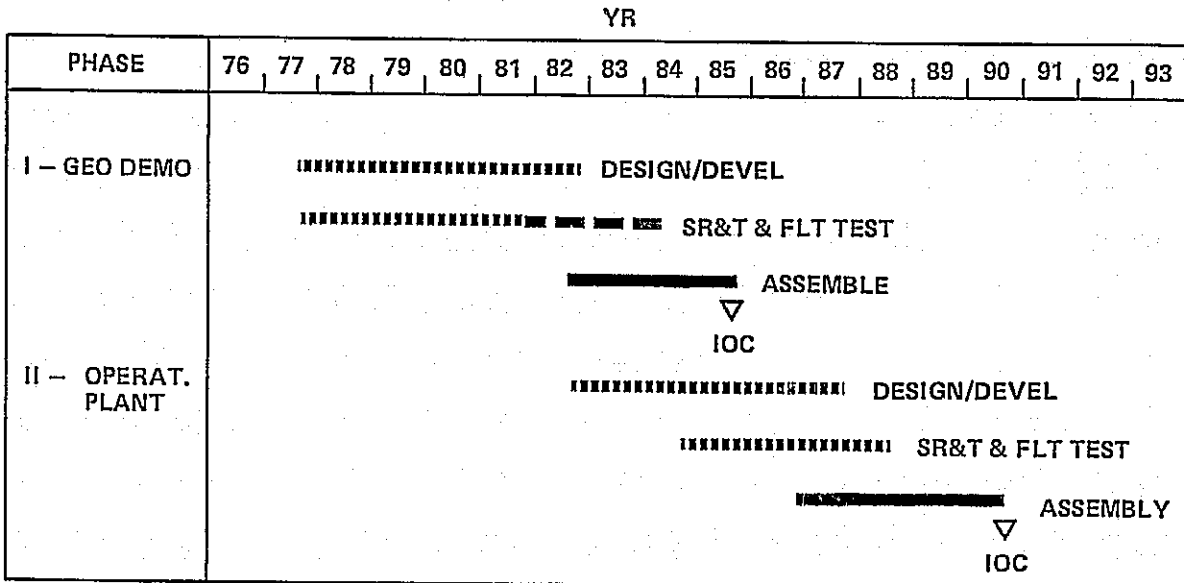 YR
PHASE 76 77 78 79 80 81 82 83 84 85 86 87 88 89 90 91 92 93
I – GEO DEMO DESIGN/DEVEL
SR&T & FLT TEST
ASSEMBLE
IOC
II – OPERAT. PLANT DESIGN/DEVEL
SR&T & FLT TEST
ASSEMBLY
IOC